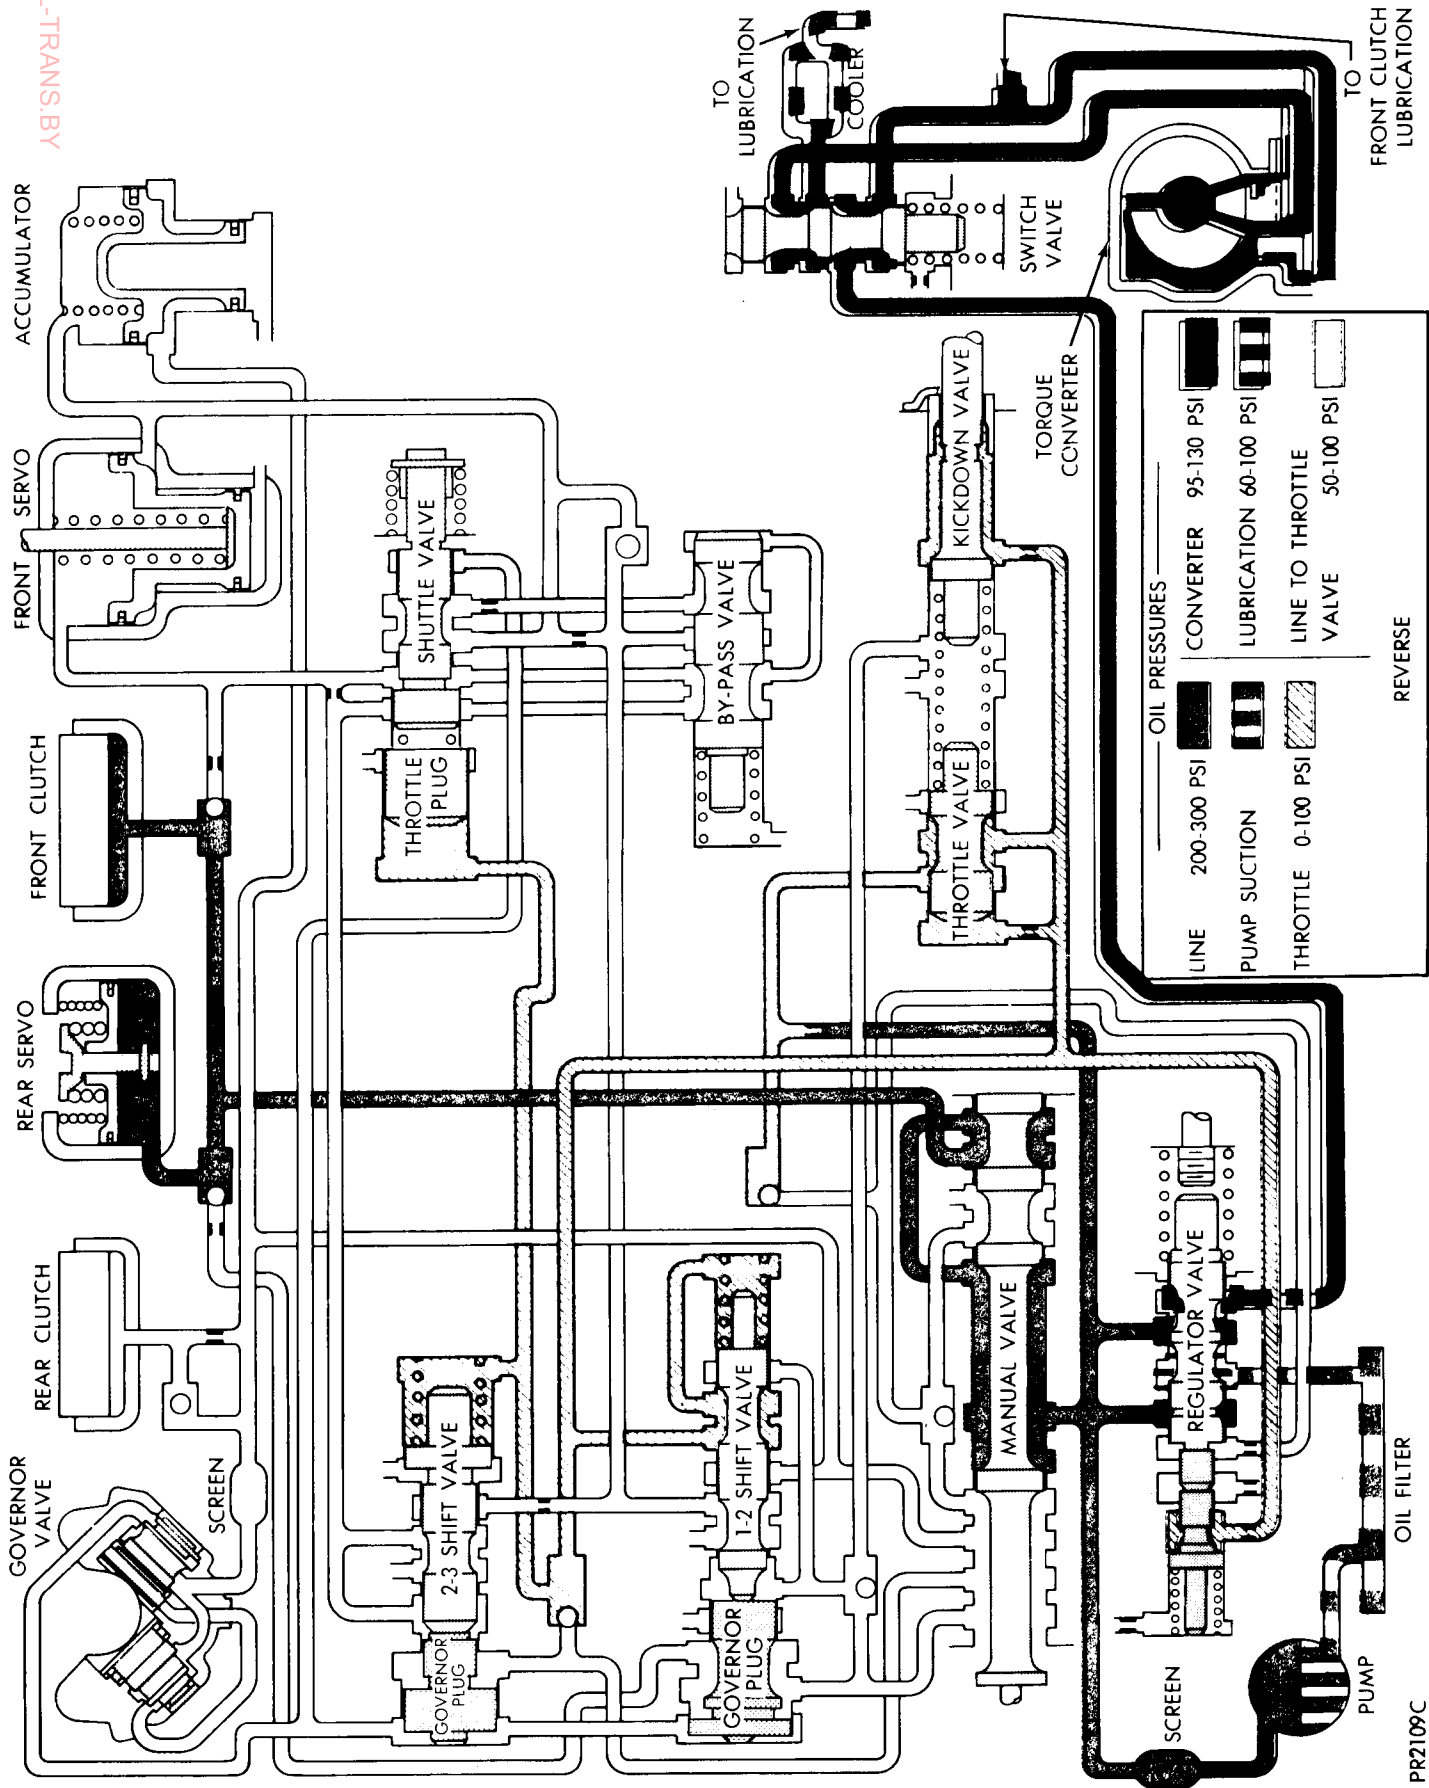 L-TRANS.BY
GOVERNOR
VALVE
REAR CLUTCH
REAR SERVO
FRONT CLUTCH
FRONT SERVO
ACCUMULATOR
SCREEN
2-3 SHIFT VALVE
GOVERNOR
PLUG
THROTTLE
PLUG
SHUTTLE VALVE
1-2 SHIFT VALVE
GOVERNOR
PLUG
BY-PASS VALVE
TO
LUBRICATION
COOLER
MANUAL VALVE
THROTTLE VALVE
KICKDOWN VALVE
SWITCH
VALVE
TORQUE
CONVERTER
REGULATOR VALVE
SCREEN
PUMP
OIL FILTER
TO
FRONT CLUTCH
LUBRICATION
OIL PRESSURES
LINE 200-300 PSI
CONVERTER 95-130 PSI
PUMP SUCTION
LUBRICATION 60-100 PSI
THROTTLE 0-100 PSI
LINE TO THROTTLE
VALVE 50-100 PSI
REVERSE
PR2109C